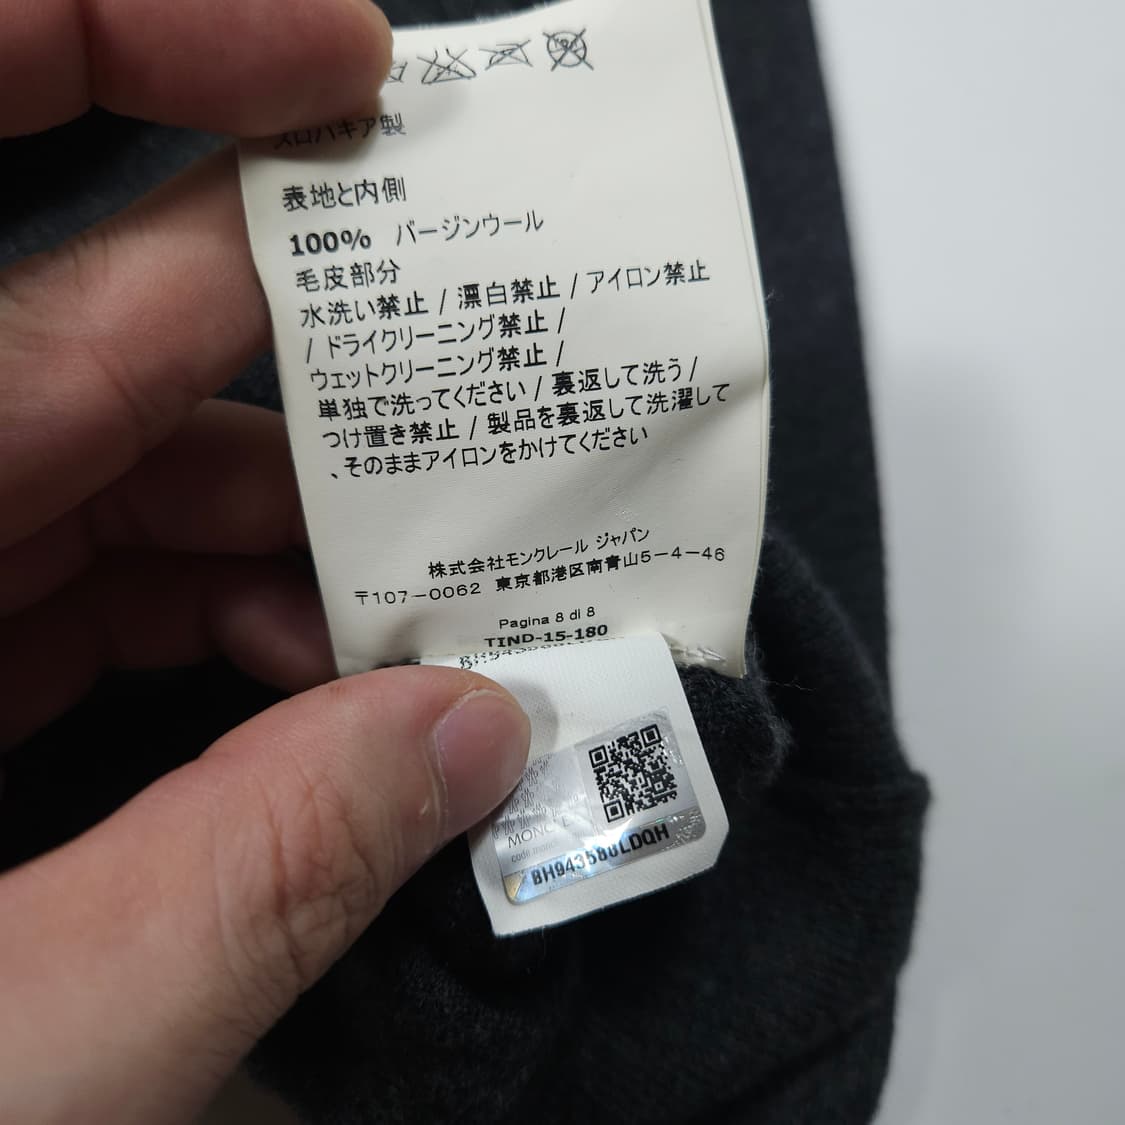 スロバキア製
表地と内側
100% バージンウール
毛皮部分
水洗い禁止 / 漂白禁止 / アイロン禁止
/ ドライクリーニング禁止 /
ウェットクリーニング禁止 /
単独で洗ってください / 裏返して洗う /
つけ置き禁止 / 製品を裏返して洗濯して
、そのままアイロンをかけてください
株式会社モンクレール ジャパン
〒107-0062 東京都港区南青山5-4-46
Pagina 8 di 8
TIND-15-180